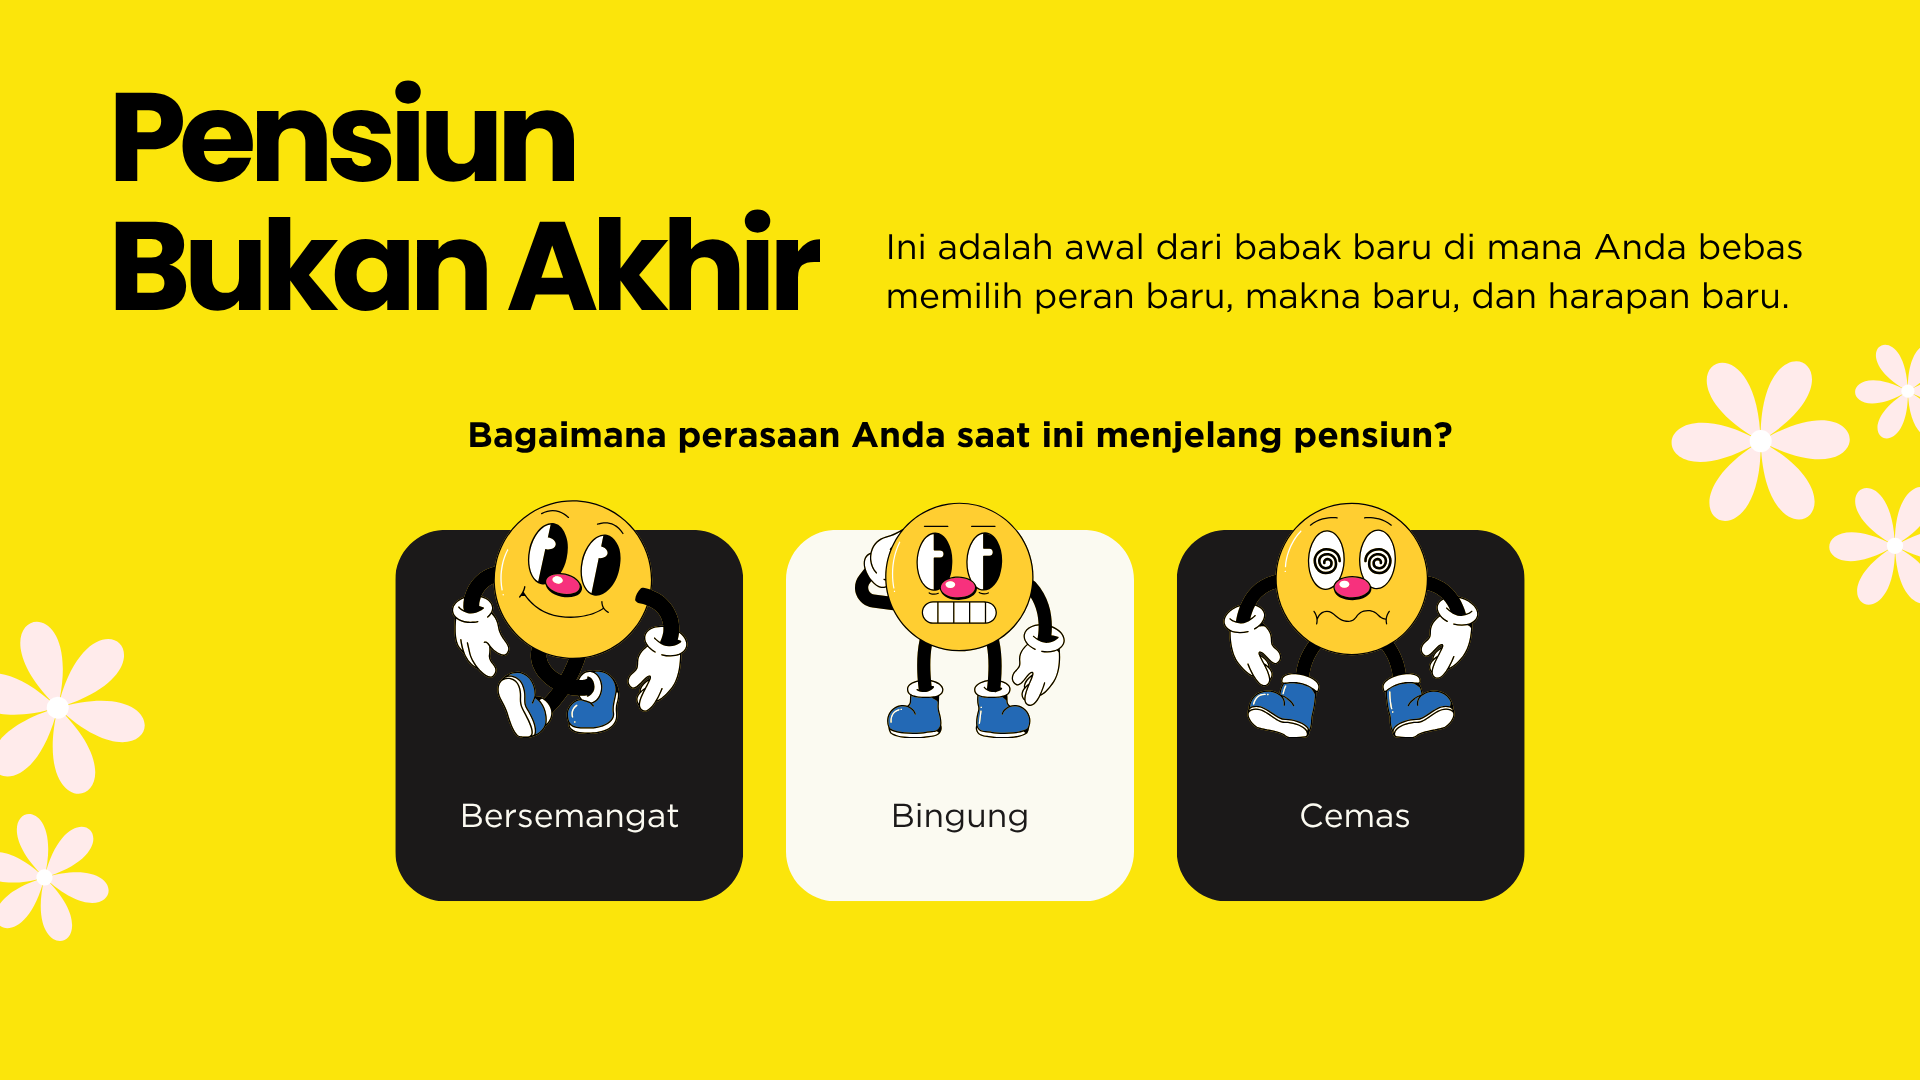 Pensiun
Bukan Akhir
Ini adalah awal dari babak baru di mana Anda bebas
memilih peran baru, makna baru, dan harapan baru.
Bagaimana perasaan Anda saat ini menjelang pensiun?
Bersemangat
Bingung
Cemas